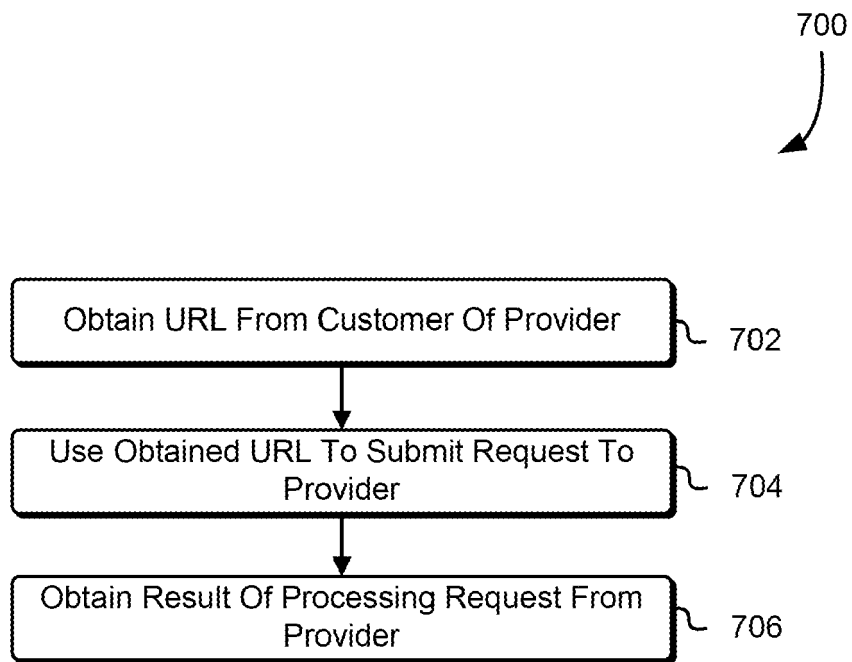 700
Obtain URL From Customer Of Provider
702
Use Obtained URL To Submit Request To
Provider
704
Obtain Result Of Processing Request From
Provider
706